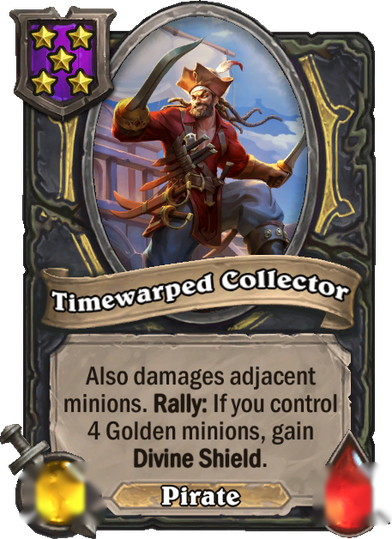 Timewarped Collector
Also damages adjacent
minions. Rally: If you control
4 Golden minions, gain
Divine Shield.
Pirate